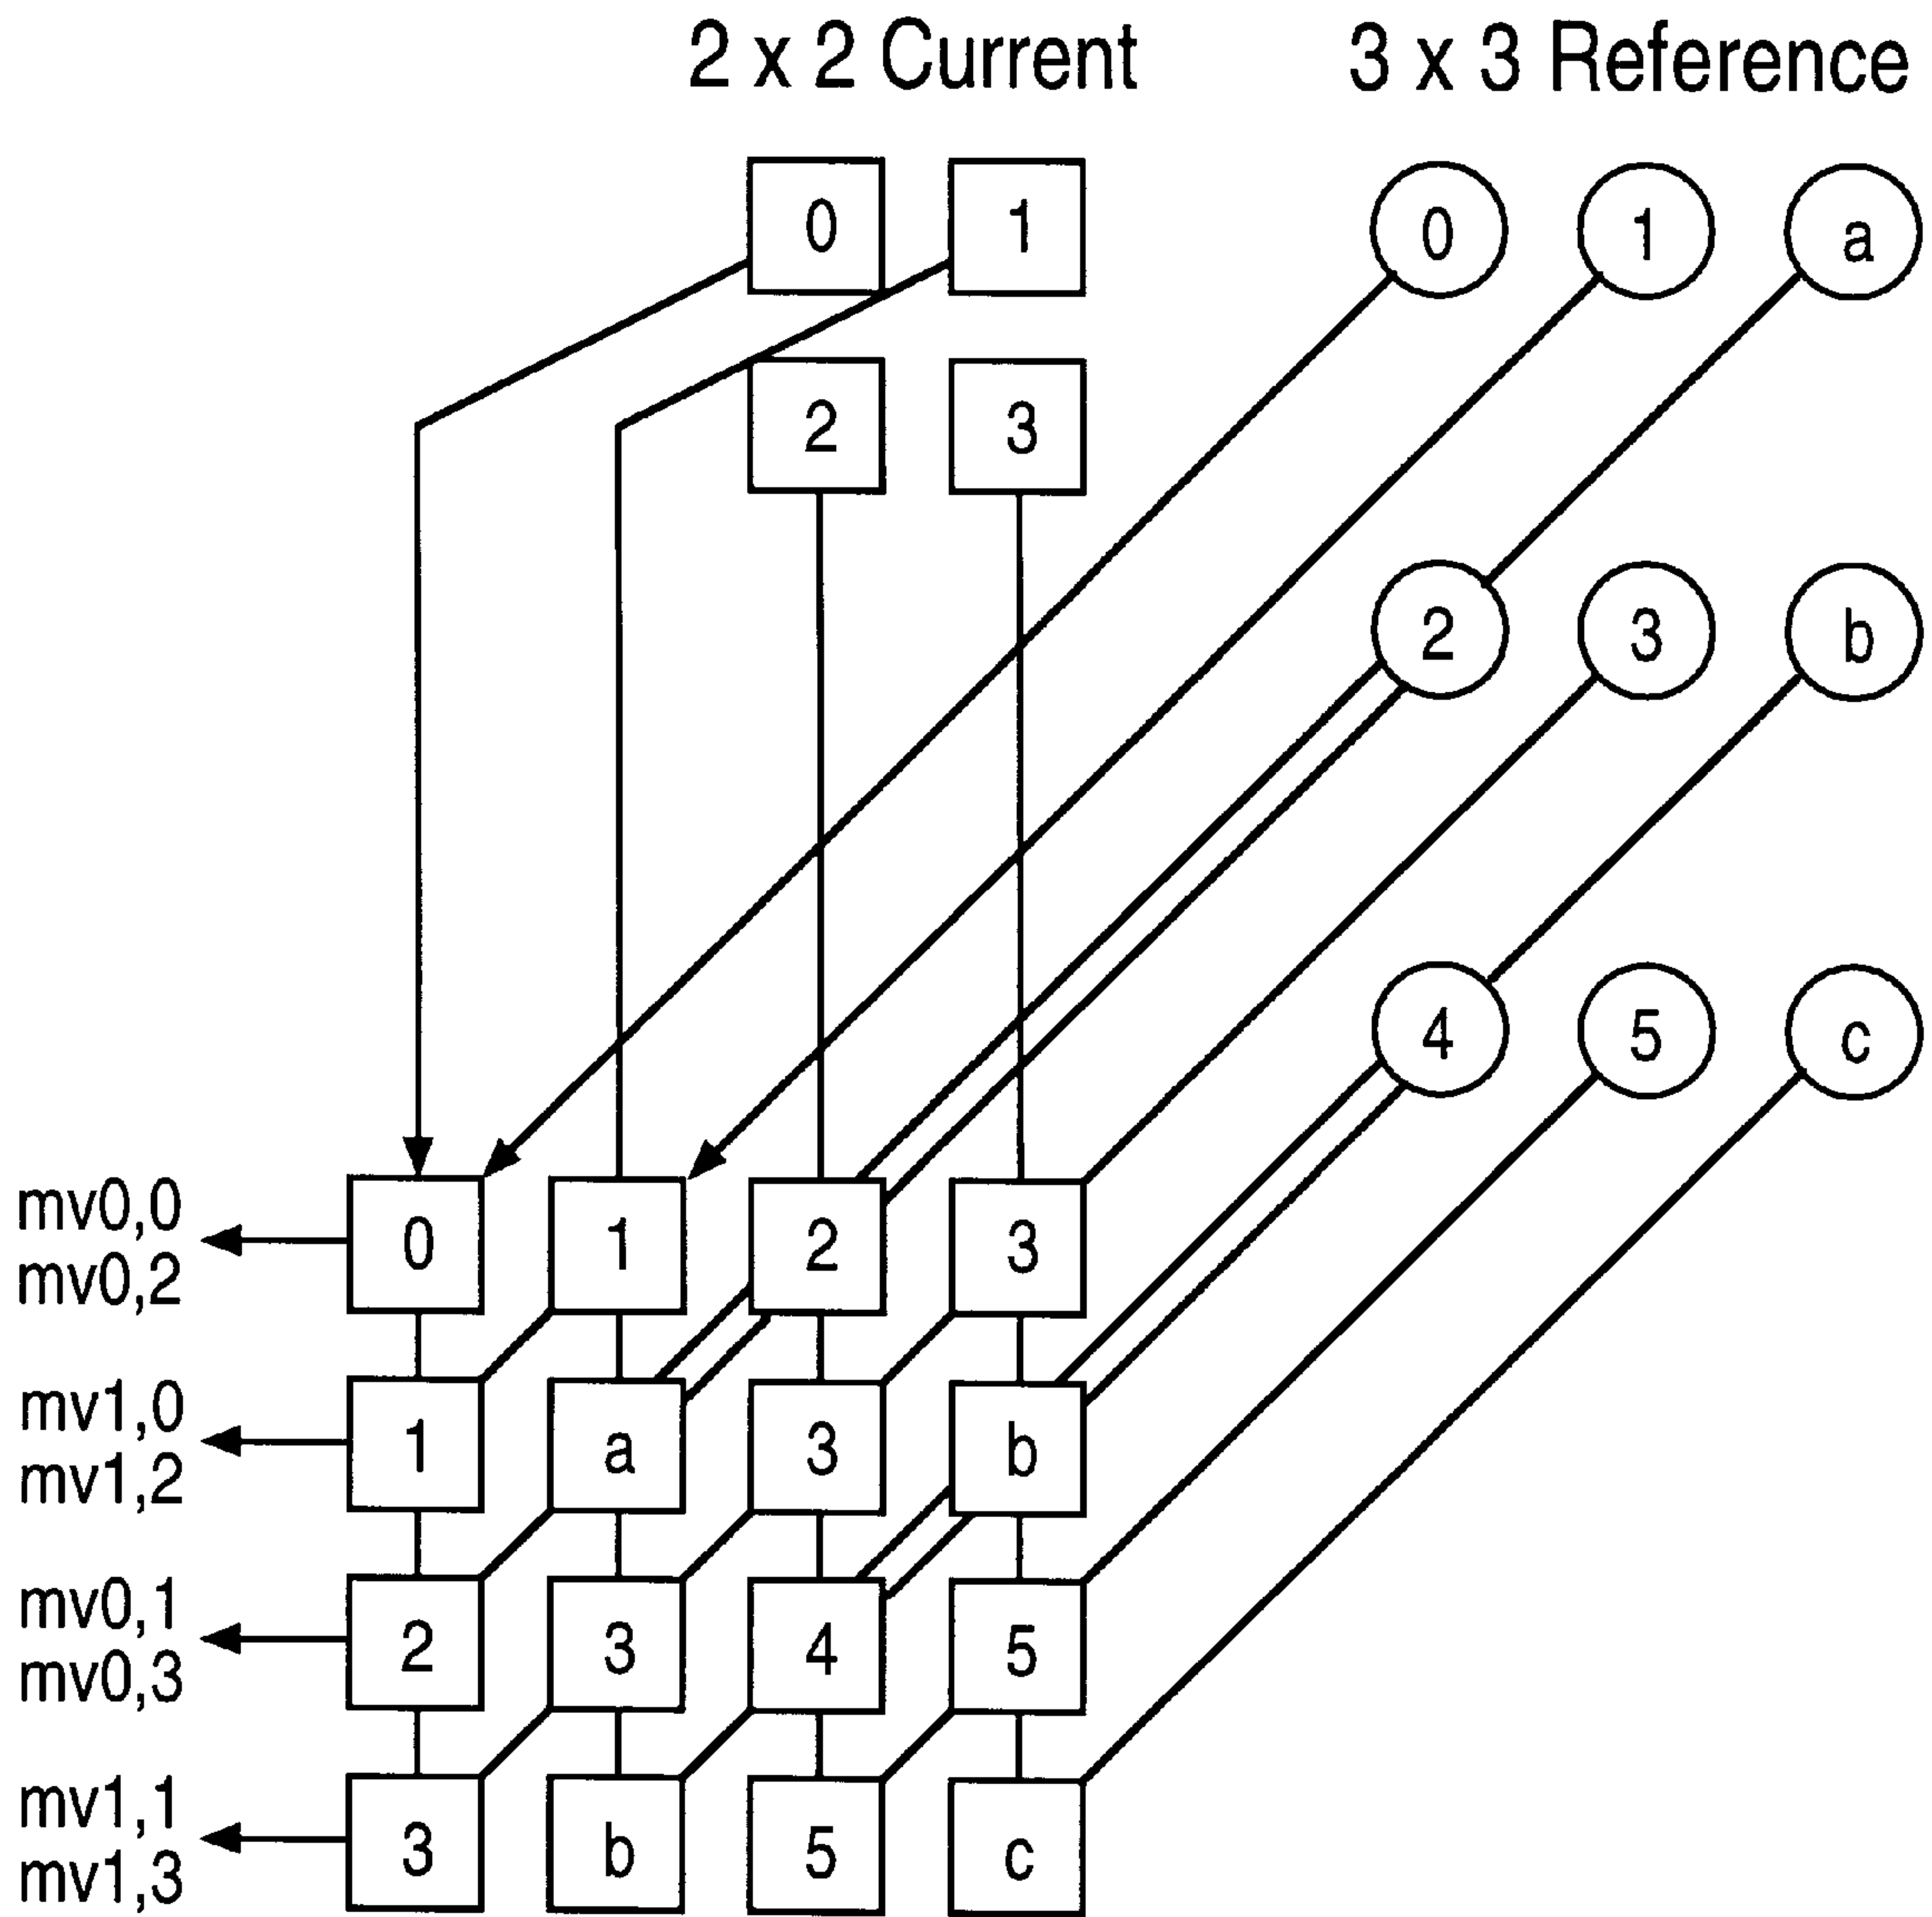 2 x 2 Current 3 x 3 Reference
0 1 0 1 a
2 3
2 3 b
4 5 c
mv0,0
mv0,2
0 1 2 3
mv1,0
mv1,2
1 a 3 b
mv0,1
mv0,3
2 3 4 5
mv1,1
mv1,3
3 b 5 c